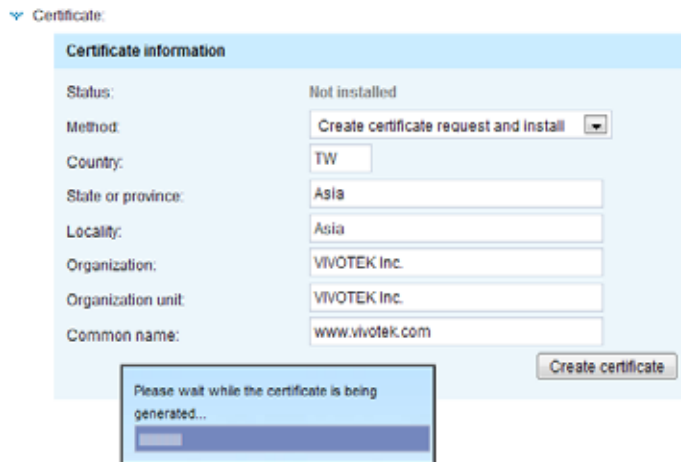 Certificate:
Certificate information
Status: Not installed
Method: Create certificate request and install
Country: TW
State or province: Asia
Locality: Asia
Organization: VIVOTEK Inc.
Organization unit: VIVOTEK Inc.
Common name: www.vivotek.com
Create certificate
Please wait while the certificate is being
generated...